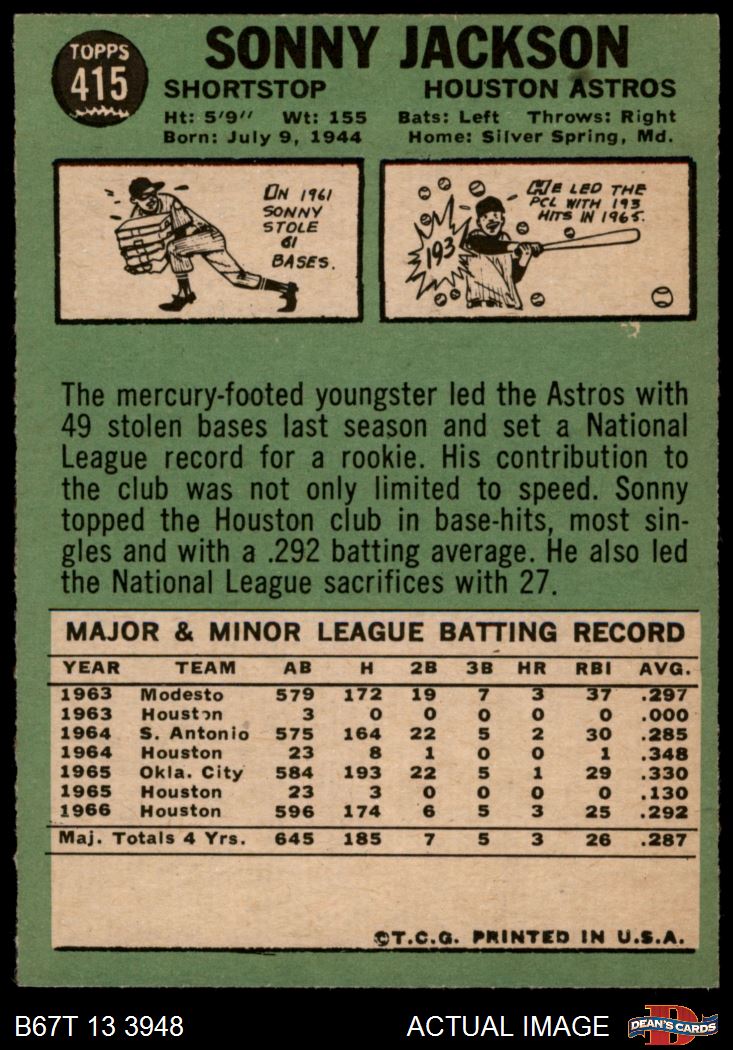 TOPPS
415
SONNY JACKSON
SHORTSTOP HOUSTON ASTROS
Ht: 5'9" Wt: 155 Bats: Left Throws: Right
Born: July 9, 1944 Home: Silver Spring, Md.
ON 1961
SONNY
STOLE
61
BASES.
HE LED THE
PCL WITH 193
HITS IN 1965.
193
The mercury-footed youngster led the Astros with
49 stolen bases last season and set a National
League record for a rookie. His contribution to
the club was not only limited to speed. Sonny
topped the Houston club in base-hits, most sin-
gles and with a .292 batting average. He also led
the National League sacrifices with 27.
MAJOR & MINOR LEAGUE BATTING RECORD
YEAR TEAM AB H 2B 3B HR RBI AVG.
1963 Modesto 579 172 19 7 3 37 .297
1963 Houston 3 0 0 0 0 0 .000
1964 S. Antonio 575 164 22 5 2 30 .285
1964 Houston 23 8 1 0 0 1 .348
1965 Okla. City 584 193 22 5 1 29 .330
1965 Houston 23 3 0 0 0 0 .130
1966 Houston 596 174 6 5 3 25 .292
Maj. Totals 4 Yrs. 645 185 7 5 3 26 .287
©T.C.G. PRINTED IN U.S.A.
B67T 13 3948 ACTUAL IMAGE
D
DEAN'S CARDS